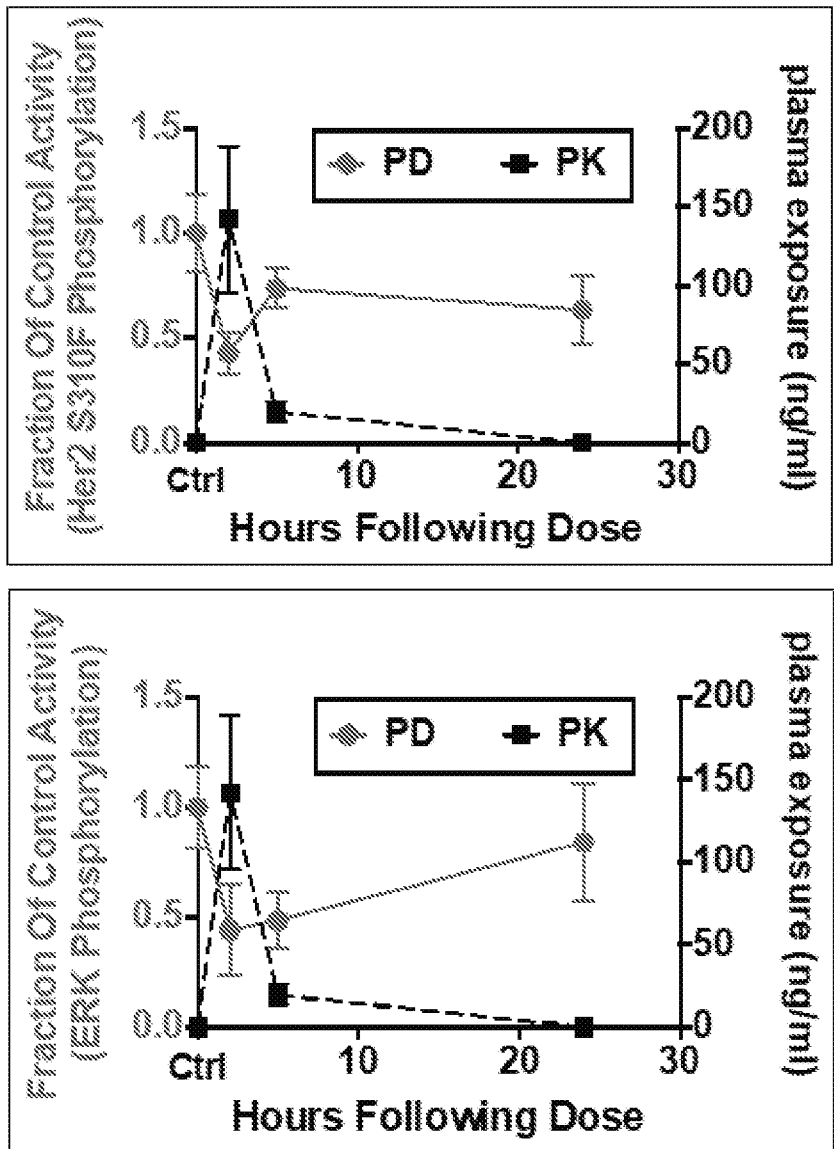 Fraction Of Control Activity
(Her2 S310F Phosphorylation)
1.5
1.0
0.5
0.0
PD PK
200
150
100
50
0
plasma exposure (ng/ml)
Ctrl 10 20 30
Hours Following Dose
Fraction Of Control Activity
(ERK Phosphorylation)
1.5
1.0
0.5
0.0
PD PK
200
150
100
50
0
plasma exposure (ng/ml)
Ctrl 10 20 30
Hours Following Dose